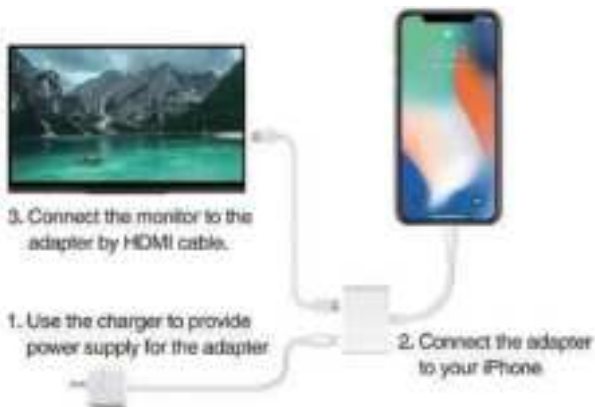 3. Connect the monitor to the
adapter by HDMI cable.
1. Use the charger to provide
power supply for the adapter
2. Connect the adapter
to your iPhone